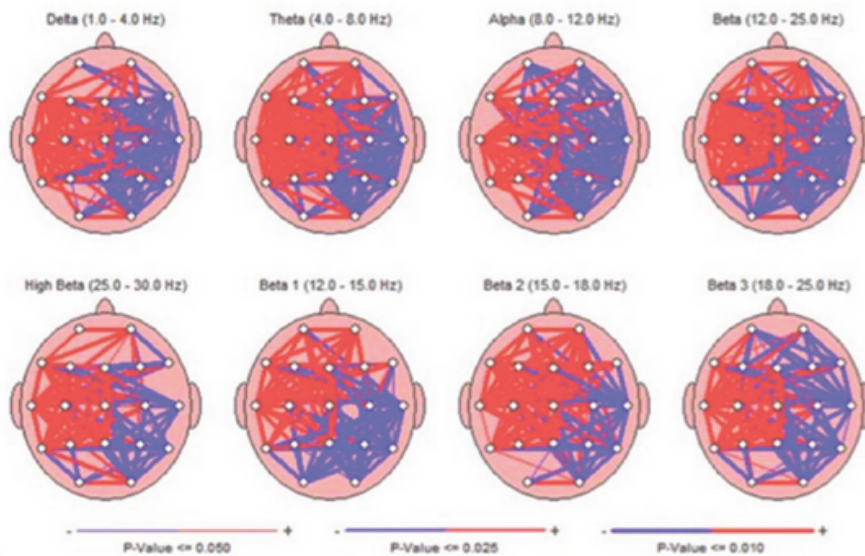 Delta (1.0 - 4.0 Hz) Theta (4.0 - 8.0 Hz) Alpha (8.0 - 12.0 Hz) Beta (12.0 - 25.0 Hz)
High Beta (25.0 - 30.0 Hz) Beta 1 (12.0 - 15.0 Hz) Beta 2 (15.0 - 18.0 Hz) Beta 3 (18.0 - 25.0 Hz)
- + - + - +
P-Value <= 0.050 P-Value <= 0.025 P-Value <= 0.010